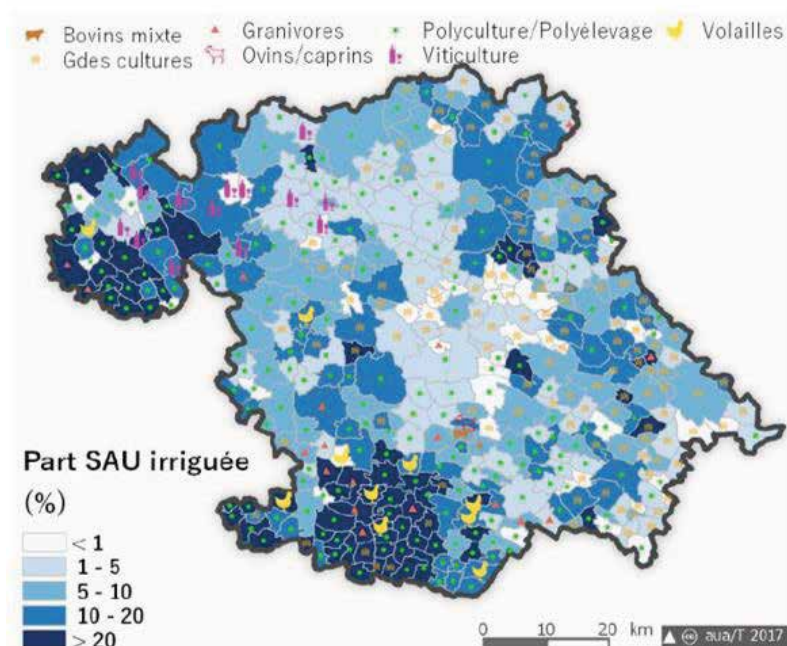 Bovins mixte Granivores Polyculture/Polyélevage Volailles
Gdes cultures Ovins/caprins Viticulture
Part SAU irriguée
(%)
< 1
1 - 5
5 - 10
10 - 20
> 20
0 10 20 km
cc aua/T 2017